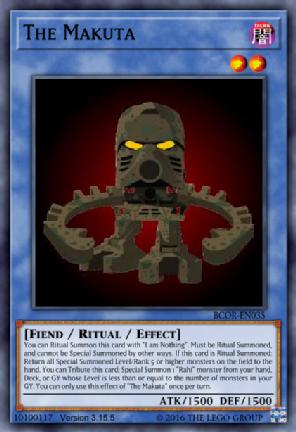 THE MAKUTA
DARK
闇
BCOR-EN035
[FIEND / RITUAL / EFFECT]
You can Ritual Summon this card with "I am Nothing". Must be Ritual Summoned,
and cannot be Special Summoned by other ways. If this card is Ritual Summoned:
Return all Special Summoned Level/Rank 5 or higher monsters on the field to the
hand. You can Tribute this card; Special Summon 1 "Rahi" monster from your hand,
Deck, or GY whose Level is less than or equal to the number of monsters in your
GY. You can only use this effect of "The Makuta" once per turn.
ATK/1500 DEF/1500
10100117 Version 3.15.5 ©2016 THE LEGO GROUP